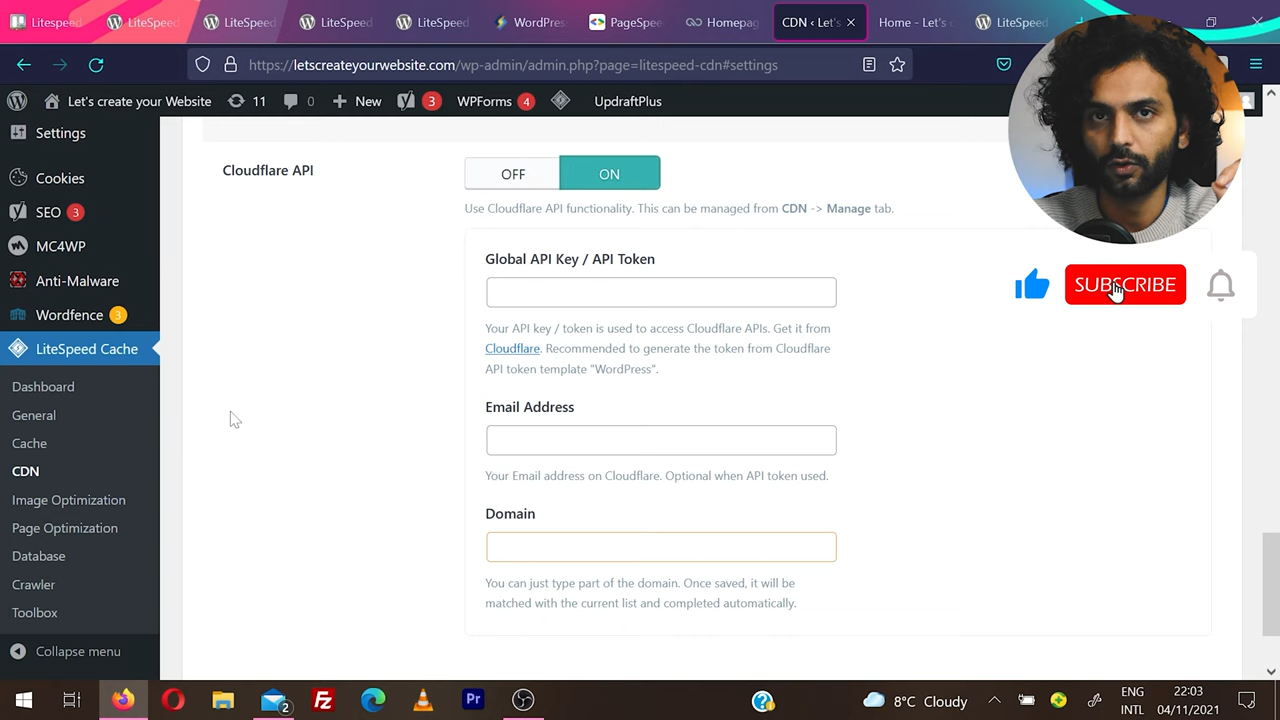 Litespeed
LiteSpeed
LiteSpeed
LiteSpeed
LiteSpeed
WordPres
PageSpee
Homepag
CDN ‹ Let's
Home - Let's c
LiteSpeed
https://letscreateyourwebsite.com/wp-admin/admin.php?page=litespeed-cdn#settings
Let's create your Website
11
0
New
3
WPForms 4
UpdraftPlus
Settings
Cookies
SEO 3
MC4WP
Anti-Malware
Wordfence 3
LiteSpeed Cache
Dashboard
General
Cache
CDN
Image Optimization
Page Optimization
Database
Crawler
Toolbox
Collapse menu
Cloudflare API
OFF
ON
Use Cloudflare API functionality. This can be managed from CDN -> Manage tab.
Global API Key / API Token
Your API key / token is used to access Cloudflare APIs. Get it from
Cloudflare. Recommended to generate the token from Cloudflare
API token template "WordPress".
Email Address
Your Email address on Cloudflare. Optional when API token used.
Domain
You can just type part of the domain. Once saved, it will be
matched with the current list and completed automatically.
SUBSCRIBE
2
Pr
8°C Cloudy
ENG
INTL
22:03
04/11/2021